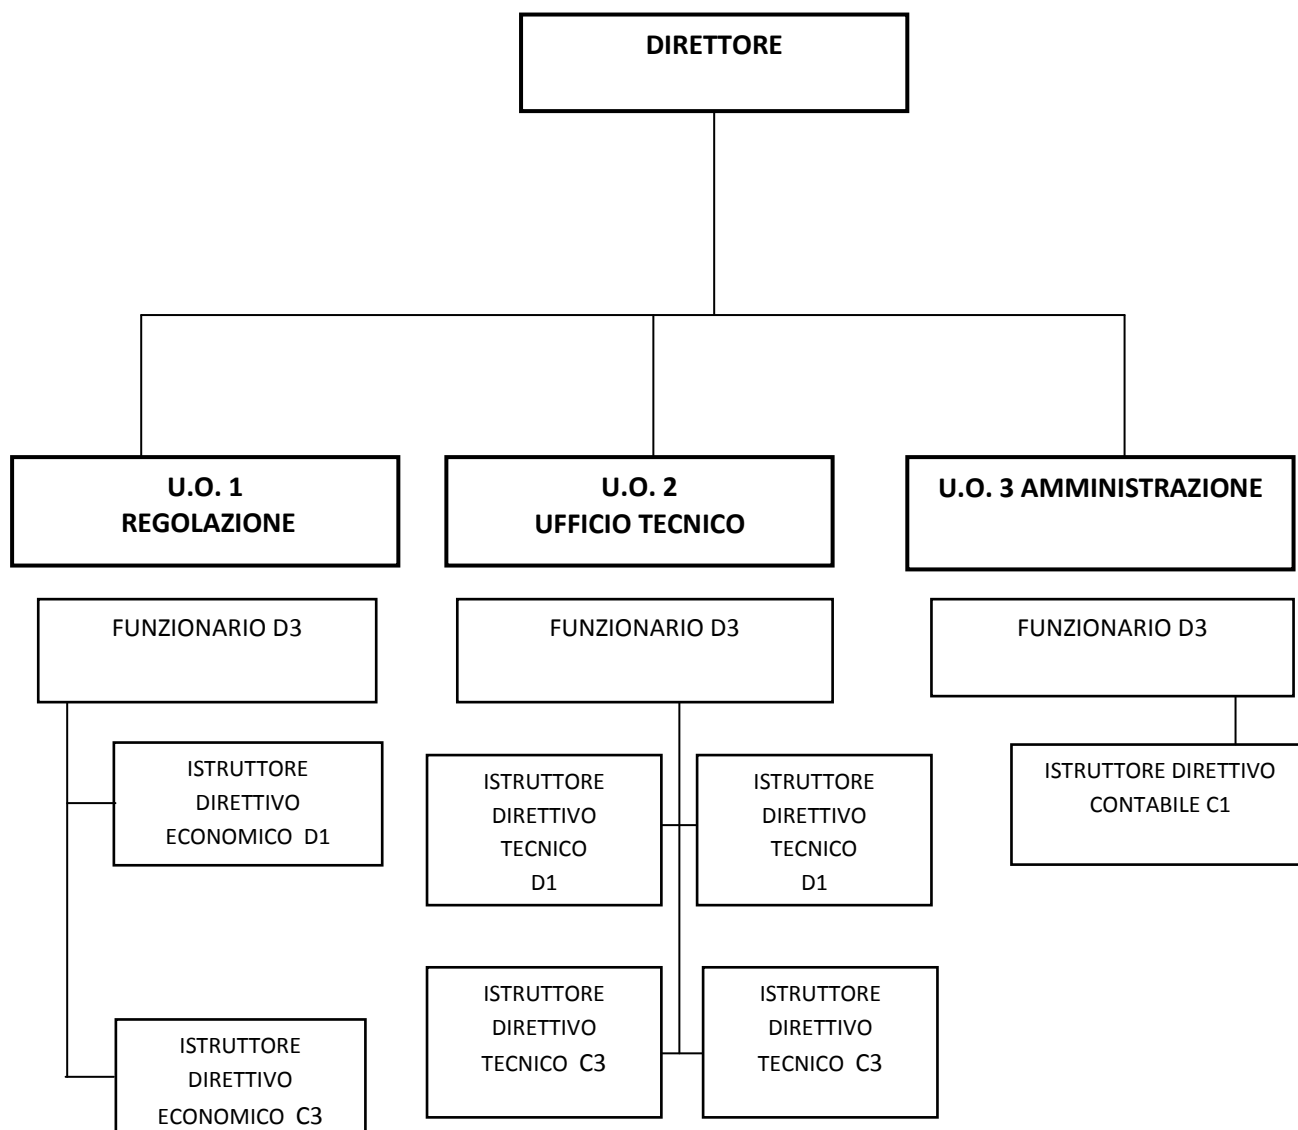 DIRETTORE
U.O. 1
REGOLAZIONE
U.O. 2
UFFICIO TECNICO
U.O. 3 AMMINISTRAZIONE
FUNZIONARIO D3
FUNZIONARIO D3
FUNZIONARIO D3
ISTRUTTORE
DIRETTIVO
ECONOMICO D1
ISTRUTTORE
DIRETTIVO
TECNICO
D1
ISTRUTTORE
DIRETTIVO
TECNICO
D1
ISTRUTTORE DIRETTIVO
CONTABILE C1
ISTRUTTORE
DIRETTIVO
ECONOMICO C3
ISTRUTTORE
DIRETTIVO
TECNICO C3
ISTRUTTORE
DIRETTIVO
TECNICO C3